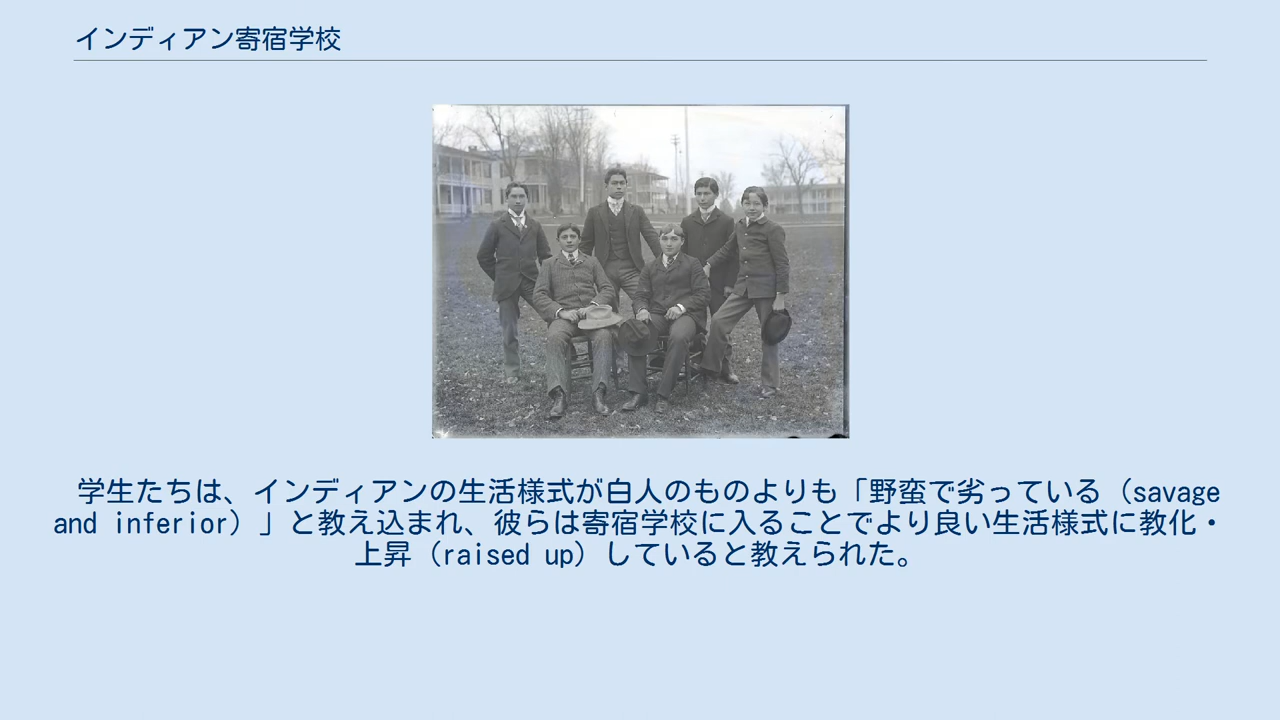 インディアン寄宿学校
学生たちは、インディアンの生活様式が白人のものよりも「野蛮で劣っている（savage
and inferior）」と教え込まれ、彼らは寄宿学校に入ることでより良い生活様式に教化・
上昇（raised up）していると教えられた。